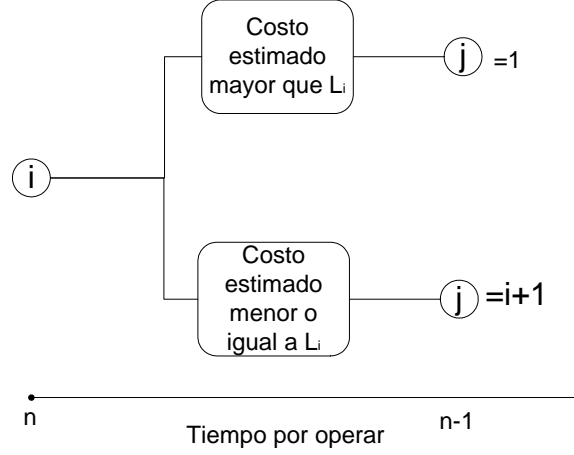 Costo
estimado
mayor que Li
j =1
i
Costo
estimado
menor o
igual a Li
j =i+1
n
n-1
Tiempo por operar